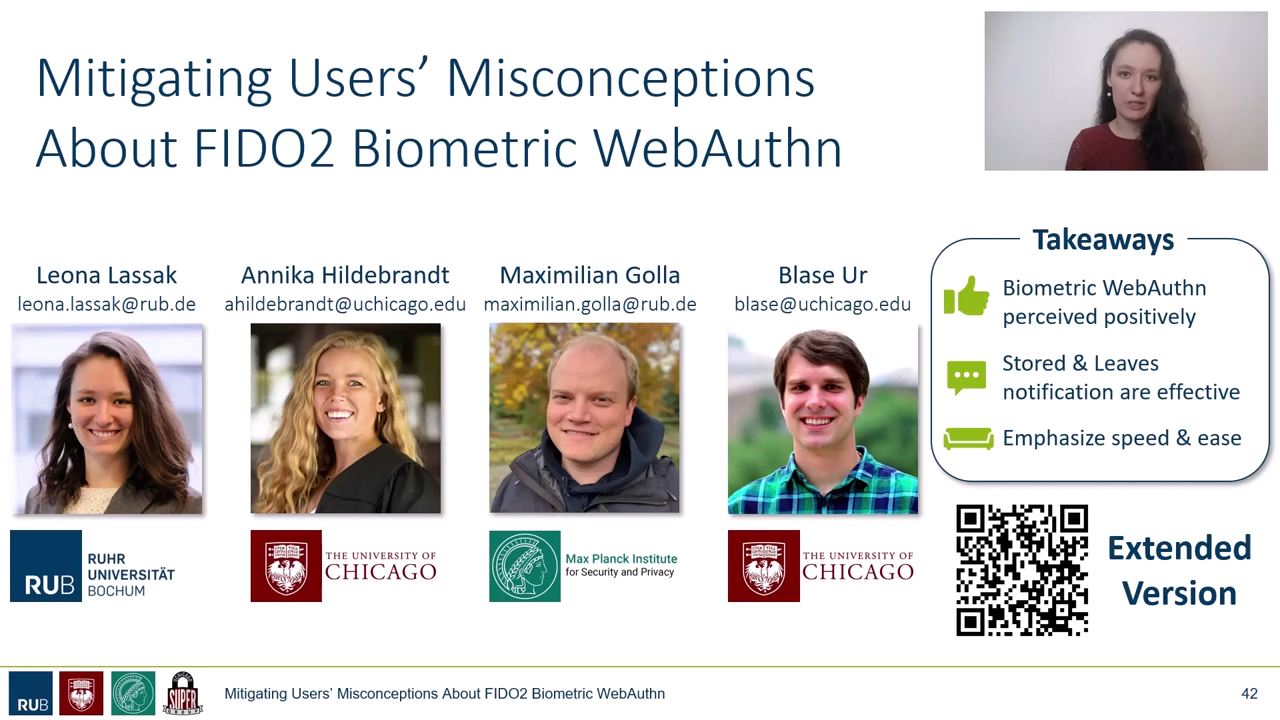 Mitigating Users’ Misconceptions
About FIDO2 Biometric WebAuthn
Leona Lassak
leona.lassak@rub.de
Annika Hildebrandt
ahildebrandt@uchicago.edu
Maximilian Golla
maximilian.golla@rub.de
Blase Ur
blase@uchicago.edu
RUB
RUHR
UNIVERSITÄT
BOCHUM
THE UNIVERSITY OF
CHICAGO
Max Planck Institute
for Security and Privacy
THE UNIVERSITY OF
CHICAGO
Takeaways
Biometric WebAuthn
perceived positively
Stored & Leaves
notification are effective
Emphasize speed & ease
Extended
Version
RUB
SUPER
Mitigating Users’ Misconceptions About FIDO2 Biometric WebAuthn
42